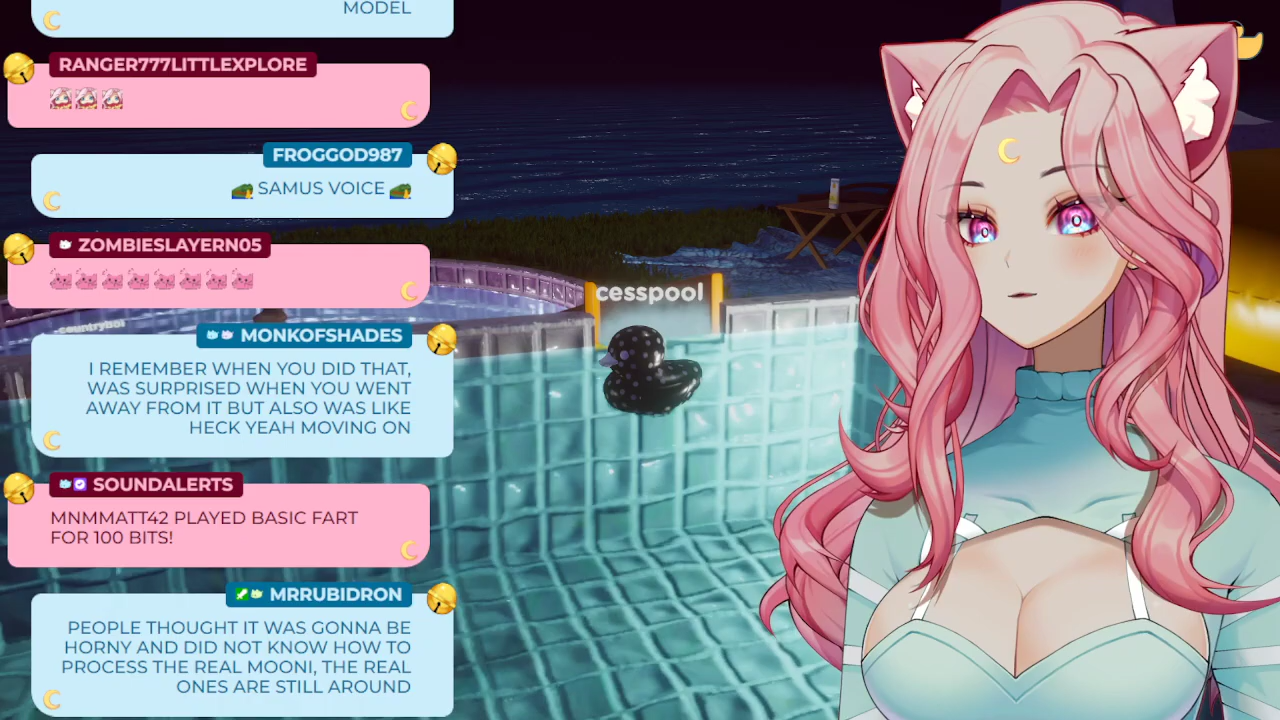 MODEL
RANGER777LITTLEXPLORE
FROGGOD987
SAMUS VOICE
ZOMBIESLAYERN05
countryboi
cesspool
MONKOFSHADES
I REMEMBER WHEN YOU DID THAT,
WAS SURPRISED WHEN YOU WENT
AWAY FROM IT BUT ALSO WAS LIKE
HECK YEAH MOVING ON
SOUNDALERTS
MNMMATT42 PLAYED BASIC FART
FOR 100 BITS!
MRRUBIDRON
PEOPLE THOUGHT IT WAS GONNA BE
HORNY AND DID NOT KNOW HOW TO
PROCESS THE REAL MOONI, THE REAL
ONES ARE STILL AROUND